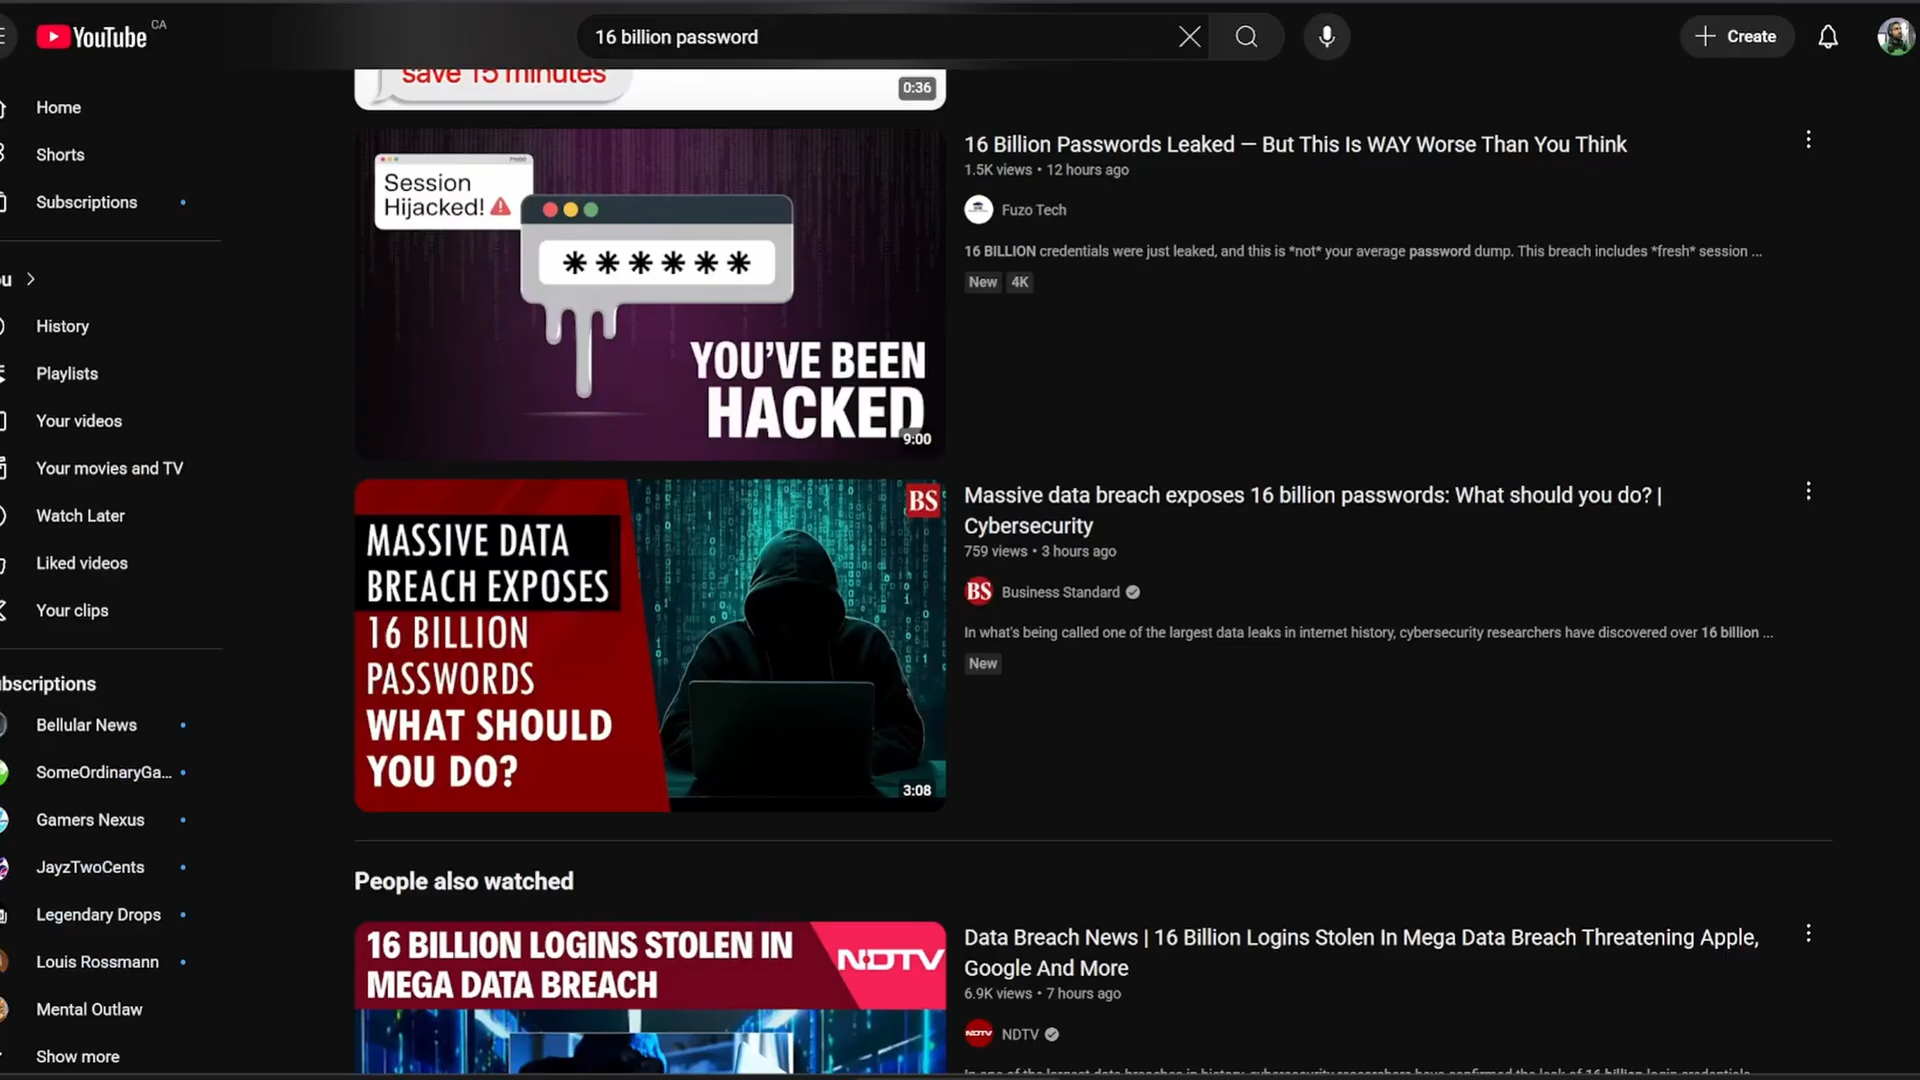 YouTube CA
16 billion password
Create
Home
Shorts
Subscriptions
History
Playlists
Your videos
Your movies and TV
Watch Later
Liked videos
Your clips
Bellular News
SomeOrdinaryGa...
Gamers Nexus
JayzTwoCents
Legendary Drops
Louis Rossmann
Mental Outlaw
Show more
save 15 minutes
0:36
Session
Hijacked!
******
YOU'VE BEEN
HACKED
9:00
16 Billion Passwords Leaked — But This Is WAY Worse Than You Think
1.5K views • 12 hours ago
Fuzo Tech
16 BILLION credentials were just leaked, and this is *not* your average password dump. This breach includes *fresh* session ...
New 4K
MASSIVE DATA
BREACH EXPOSES
16 BILLION
PASSWORDS
WHAT SHOULD
YOU DO?
BS
3:08
Massive data breach exposes 16 billion passwords: What should you do? |
Cybersecurity
759 views • 3 hours ago
BS Business Standard
In what's being called one of the largest data leaks in internet history, cybersecurity researchers have discovered over 16 billion ...
New
People also watched
16 BILLION LOGINS STOLEN IN
MEGA DATA BREACH
NDTV
Data Breach News | 16 Billion Logins Stolen In Mega Data Breach Threatening Apple,
Google And More
6.9K views • 7 hours ago
NDTV NDTV